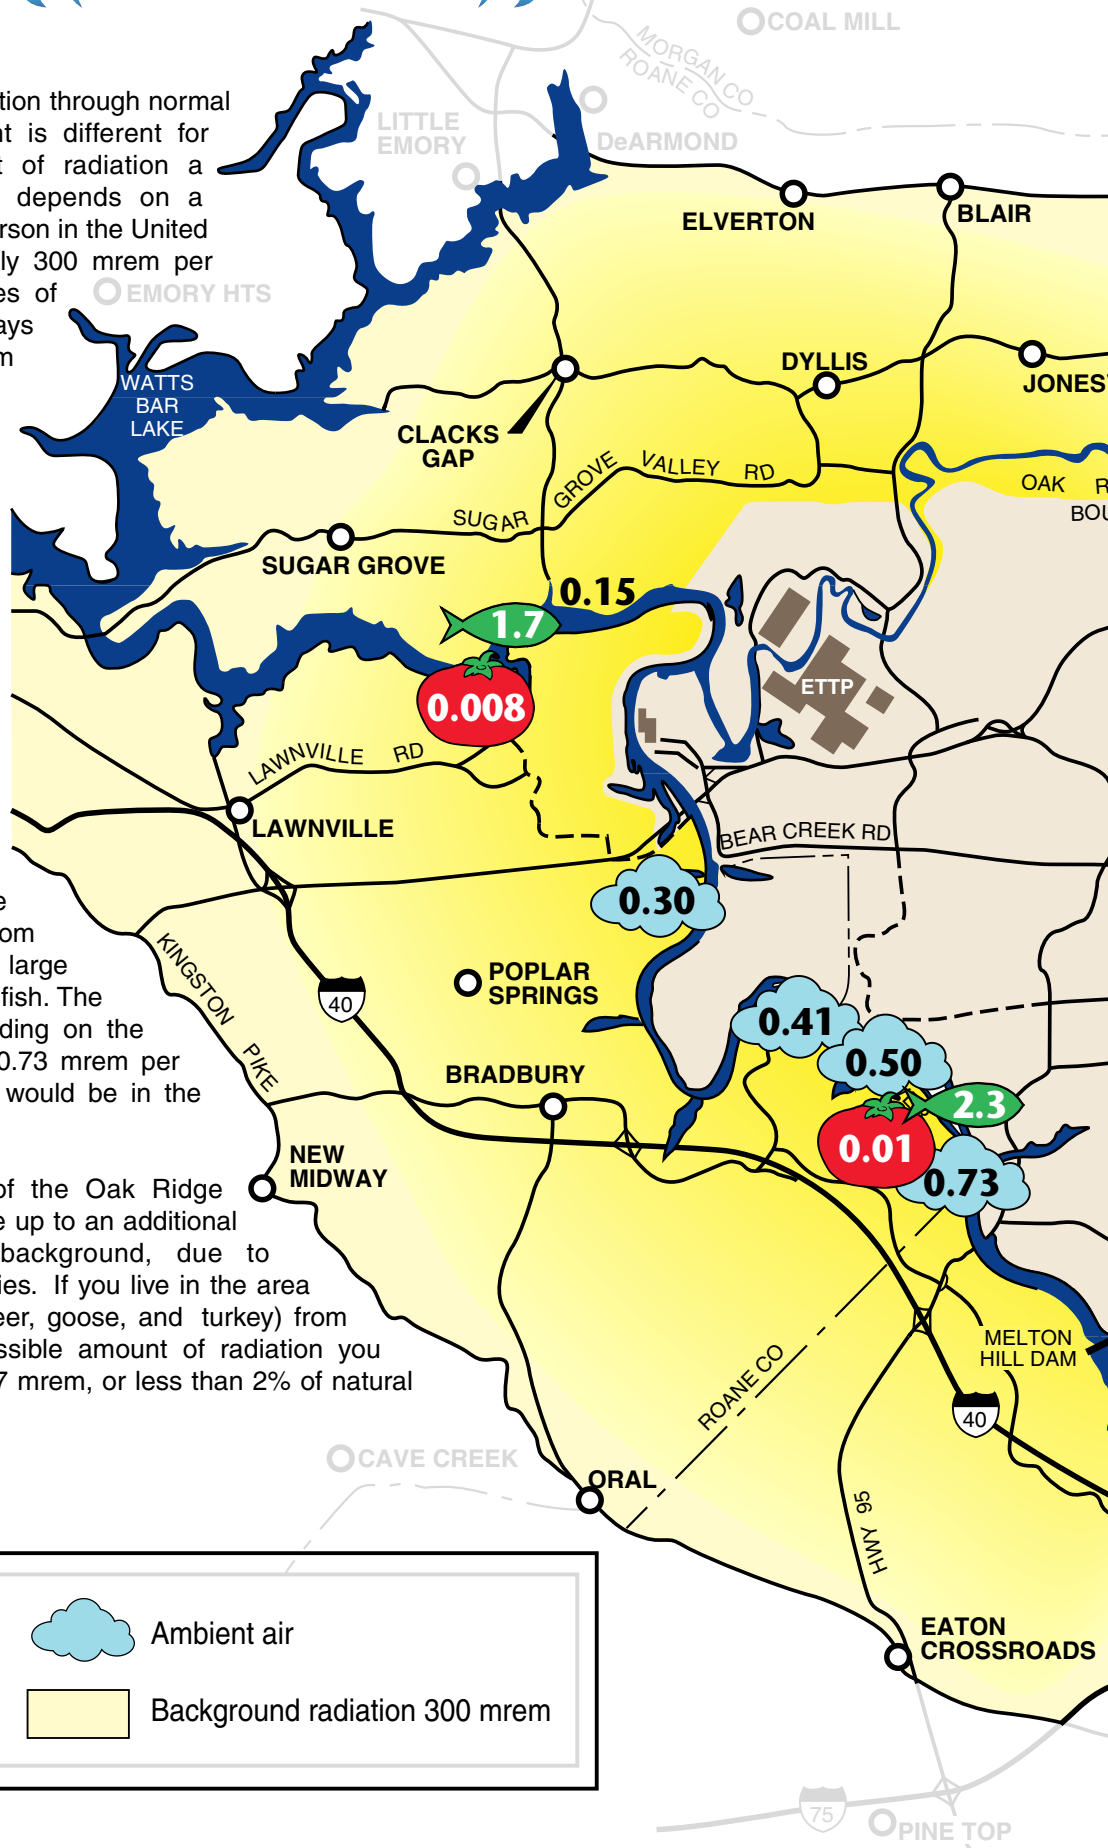 COAL MILL
MORGAN CO
ROANE CO
tion through normal
nt is different for
t of radiation a
depends on a
erson in the United
ly 300 mrem per
es of
ays
m
LITTLE
EMORY
DeARMOND
ELVERTON
BLAIR
EMORY HTS
WATTS
BAR
LAKE
DYLLIS
JONES
CLACKS
GAP
SUGAR GROVE VALLEY RD
OAK R
BOU
SUGAR GROVE
0.15
1.7
0.008
ETTP
LAWNVILLE RD
LAWNVILLE
BEAR CREEK RD
0.30
e
om
large
fish. The
ding on the
0.73 mrem per
would be in the
KINGSTON PIKE
40
POPLAR
SPRINGS
0.41
0.50
BRADBURY
2.3
0.01
0.73
NEW
MIDWAY
of the Oak Ridge
e up to an additional
background, due to
ies. If you live in the area
eer, goose, and turkey) from
ssible amount of radiation you
7 mrem, or less than 2% of natural
MELTON
HILL DAM
ROANE CO
40
CAVE CREEK
ORAL
HWY 95
EATON
CROSSROADS
Ambient air
Background radiation 300 mrem
75
PINE TOP